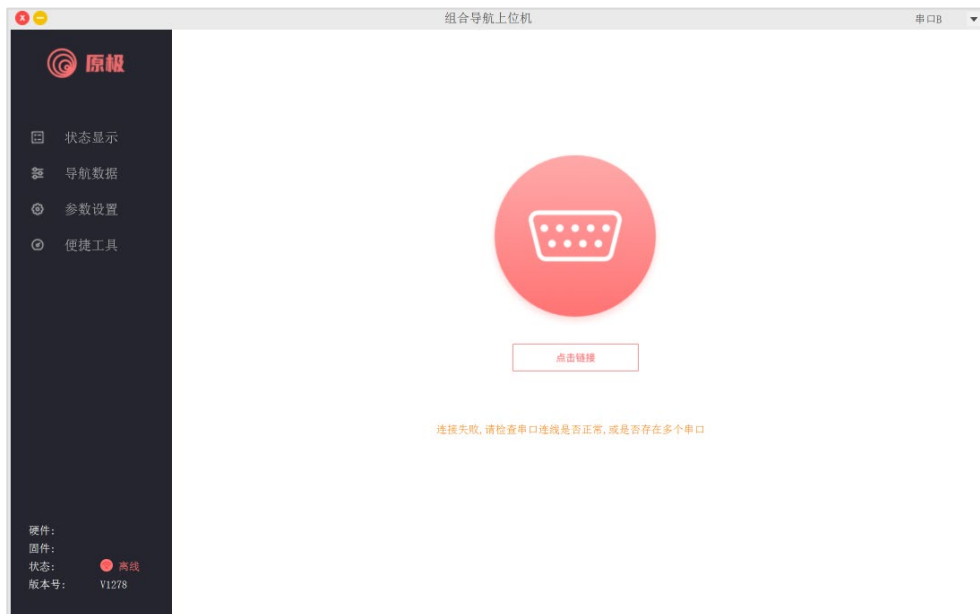 组合导航上位机
串口B
原极
状态显示
导航数据
参数设置
便捷工具
点击链接
连接失败,请检查串口连线是否正常,或是否存在多个串口
硬件:
固件:
状态: 离线
版本号: V1278